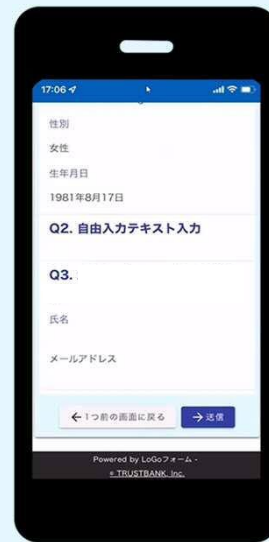 17:06
性別
女性
生年月日
1981年8月17日
Q2. 自由入力テキスト入力
Q3.
氏名
メールアドレス
←1つ前の画面に戻る →送信
Powered by LoGoフォーム -
© TRUSTBANK, Inc.